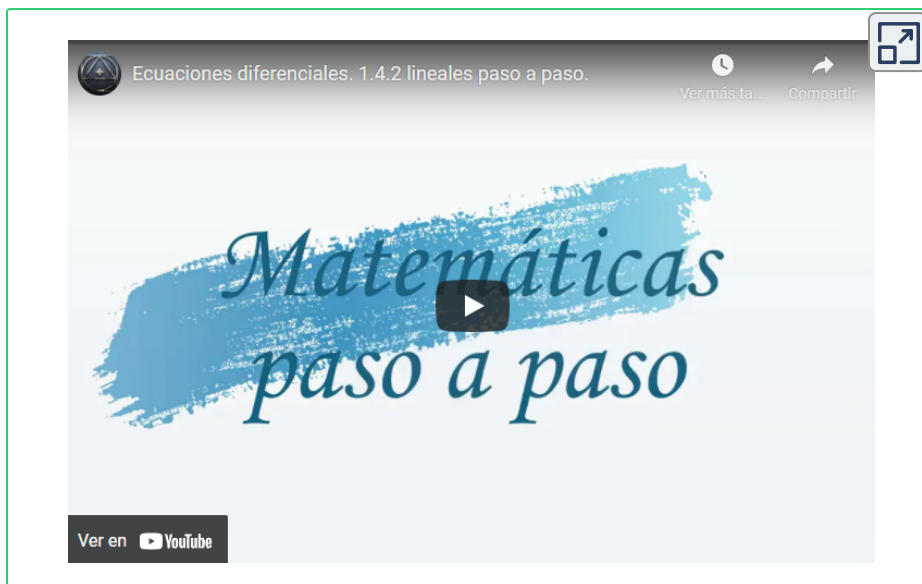 Ecuaciones diferenciales. 1.4.2 lineales paso a paso.
Ver más ta...
Compartir
Matemáticas
paso a paso
Ver en YouTube